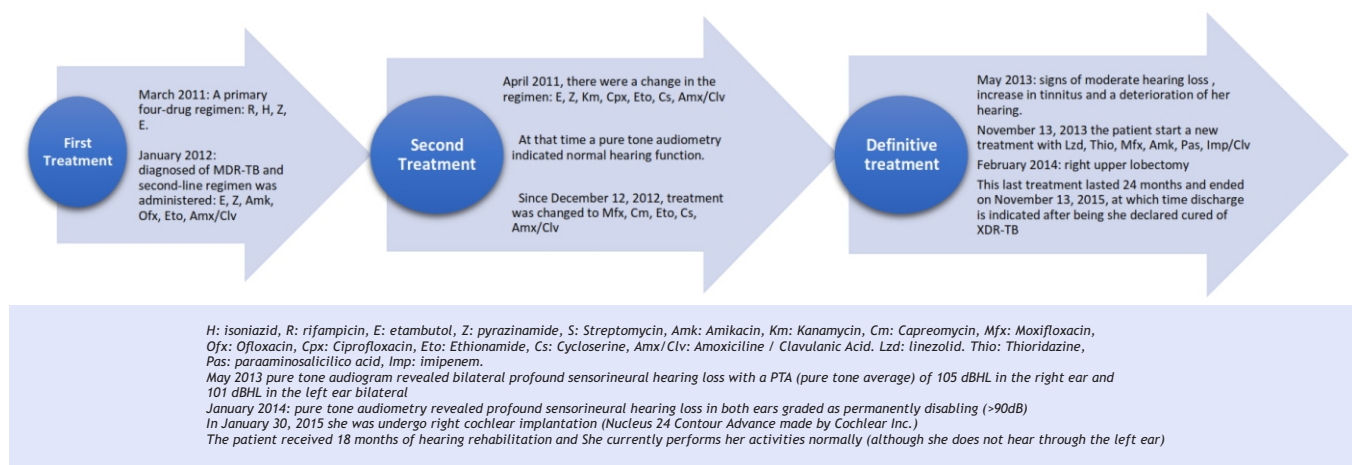 First
Treatment
March 2011: A primary
four-drug regimen: R, H, Z,
E.
January 2012:
diagnosed of MDR-TB and
second-line regimen was
administered: E, Z, Amk,
Ofx, Eto, Amx/Clv
Second
Treatment
April 2011, there were a change in the
regimen: E, Z, Km, Cpx, Eto, Cs, Amx/Clv
At that time a pure tone audiometry
indicated normal hearing function.
Since December 12, 2012, treatment
was changed to Mfx, Cm, Eto, Cs,
Amx/Clv
Definitive
treatment
May 2013: signs of moderate hearing loss ,
increase in tinnitus and a deterioration of her
hearing.
November 13, 2013 the patient start a new
treatment with Lzd, Thio, Mfx, Amk, Pas, Imp/Clv
February 2014: right upper lobectomy
This last treatment lasted 24 months and ended
on November 13, 2015, at which time discharge
is indicated after being she declared cured of
XDR-TB
H: isoniazid, R: rifampicin, E: etambutol, Z: pyrazinamide, S: Streptomycin, Amk: Amikacin, Km: Kanamycin, Cm: Capreomycin, Mfx: Moxifloxacin,
Ofx: Ofloxacin, Cpx: Ciprofloxacin, Eto: Ethionamide, Cs: Cycloserine, Amx/Clv: Amoxiciline / Clavulanic Acid. Lzd: linezolid. Thio: Thioridazine,
Pas: paraaminosalicilico acid, Imp: imipenem.
May 2013 pure tone audiogram revealed bilateral profound sensorineural hearing loss with a PTA (pure tone average) of 105 dBHL in the right ear and
101 dBHL in the left ear bilateral
January 2014: pure tone audiometry revealed profound sensorineural hearing loss in both ears graded as permanently disabling (>90dB)
In January 30, 2015 she was undergo right cochlear implantation (Nucleus 24 Contour Advance made by Cochlear Inc.)
The patient received 18 months of hearing rehabilitation and She currently performs her activities normally (although she does not hear through the left ear)